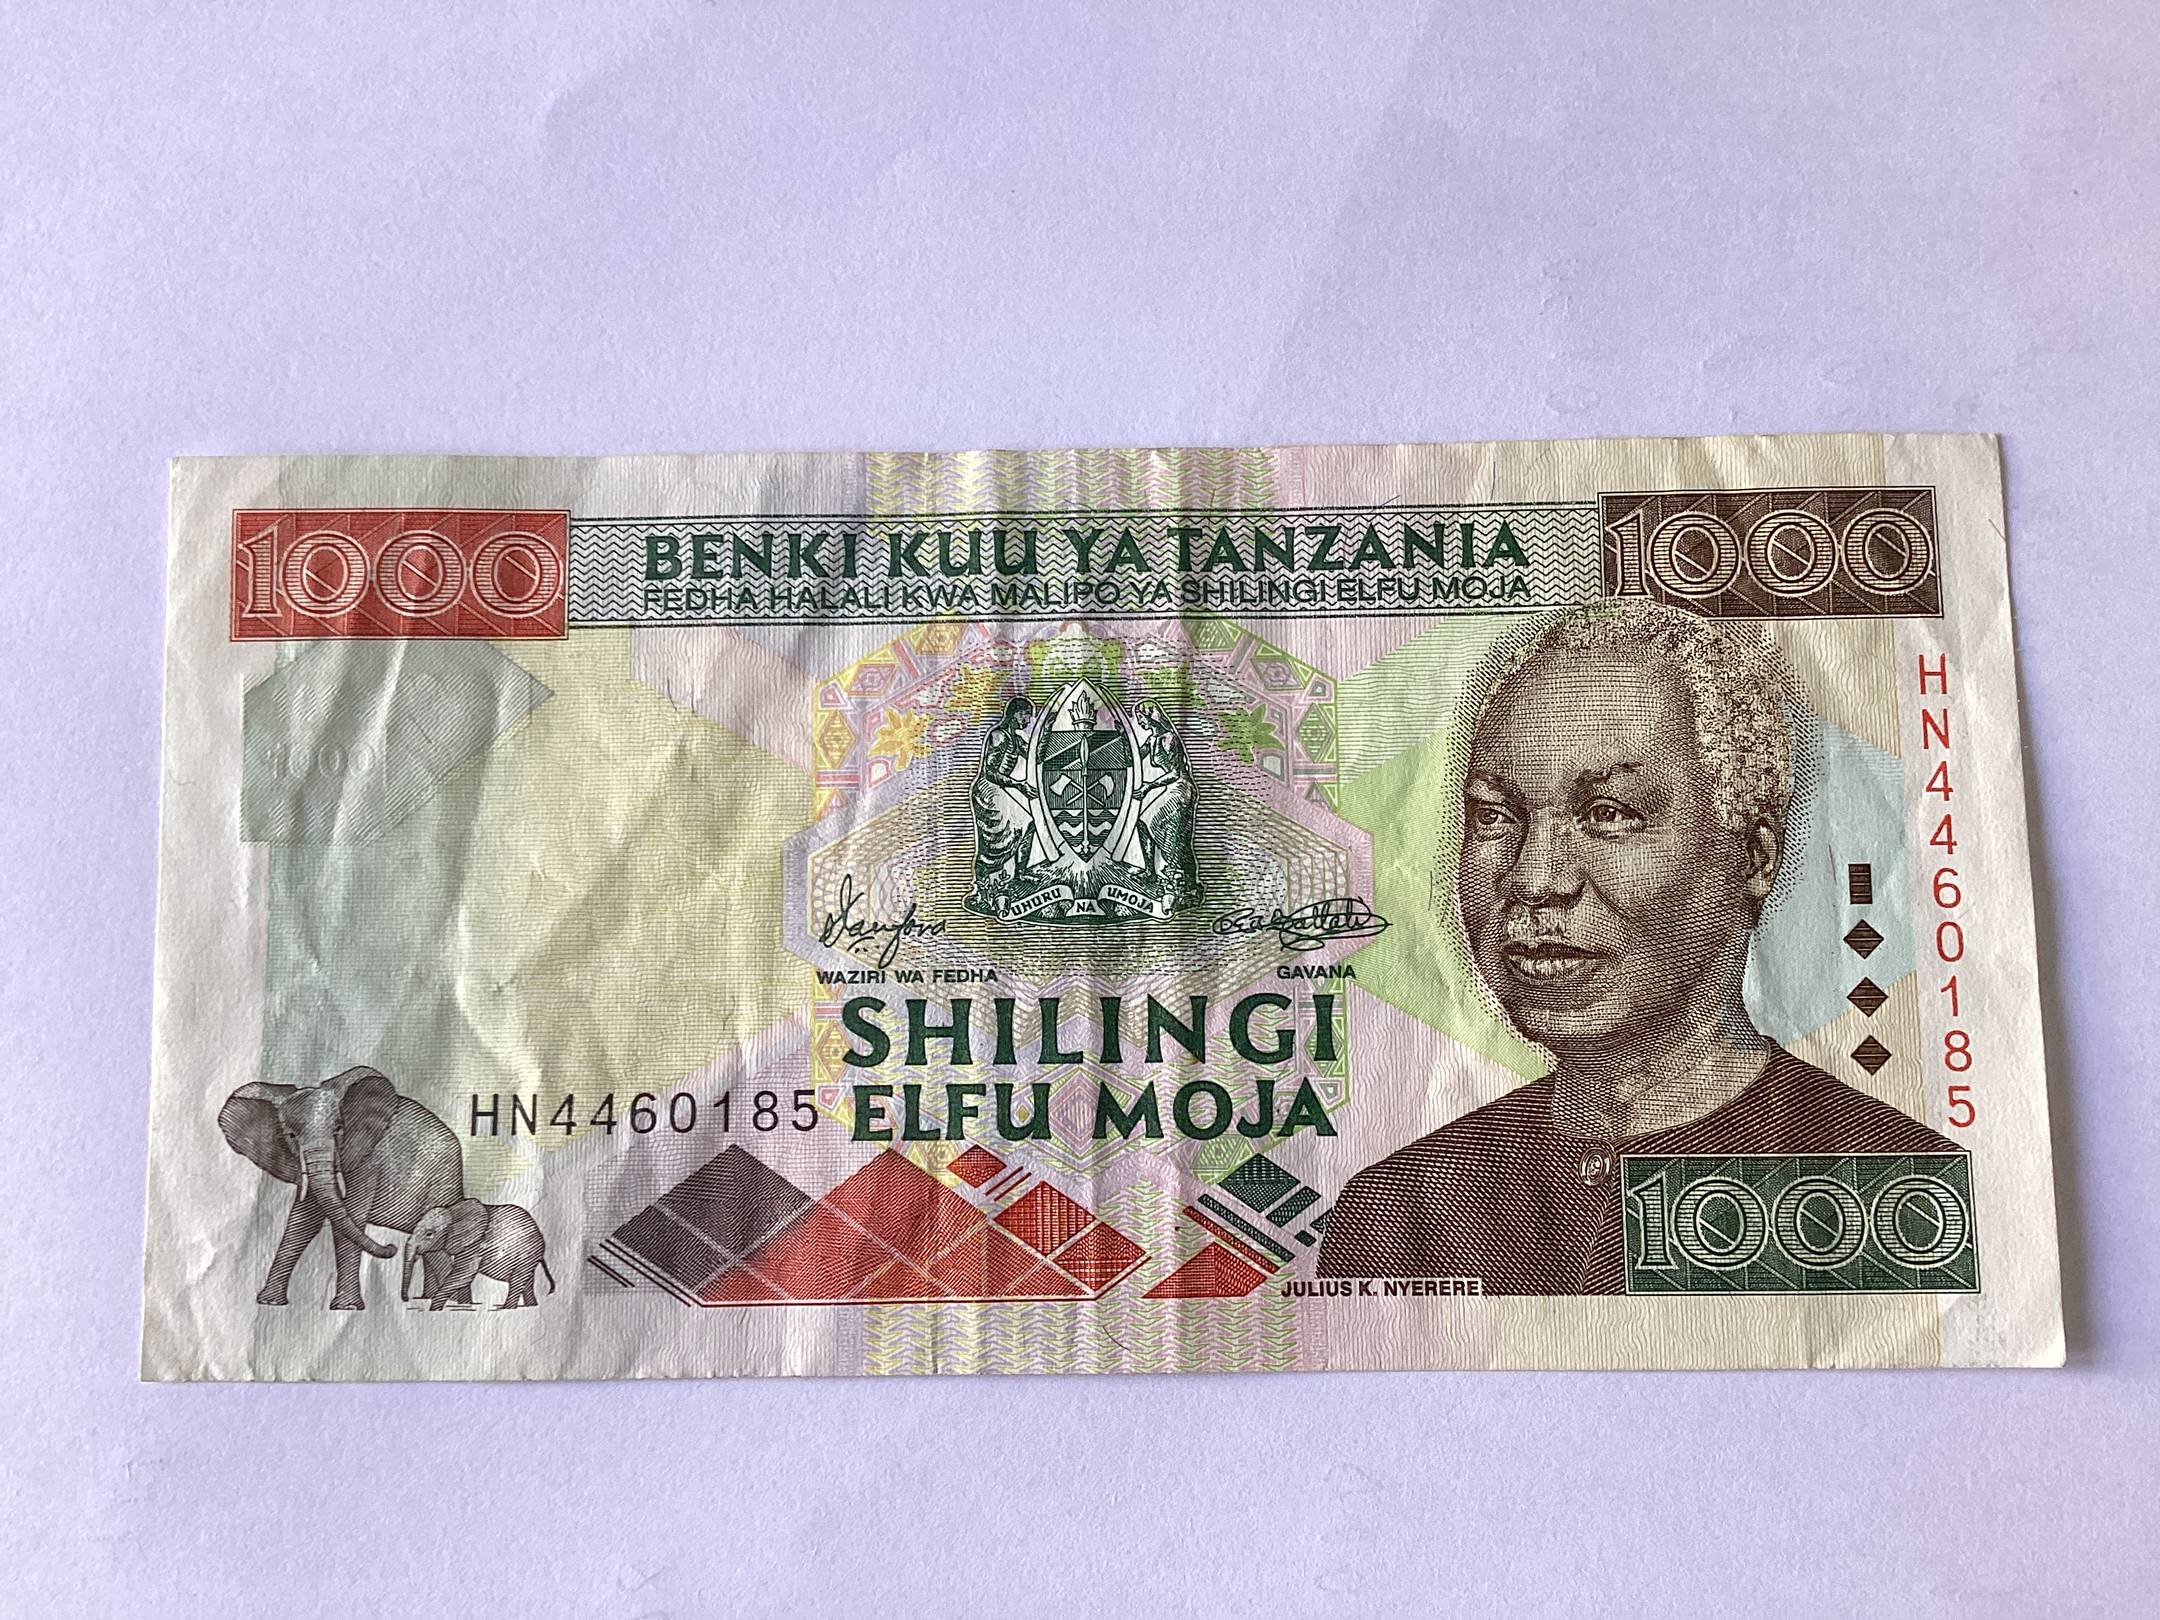 1000
BENKI KUU YA TANZANIA
1000
FEDHA HALALI KWA MALIPO YA SHILINGI ELFU MOJA
1000
HN4460185
UHURU NA UMOJA
WAZIRI WA FEDHA
GAVANA
SHILINGI
ELFU MOJA
HN4460185
JULIUS K. NYERERE
1000